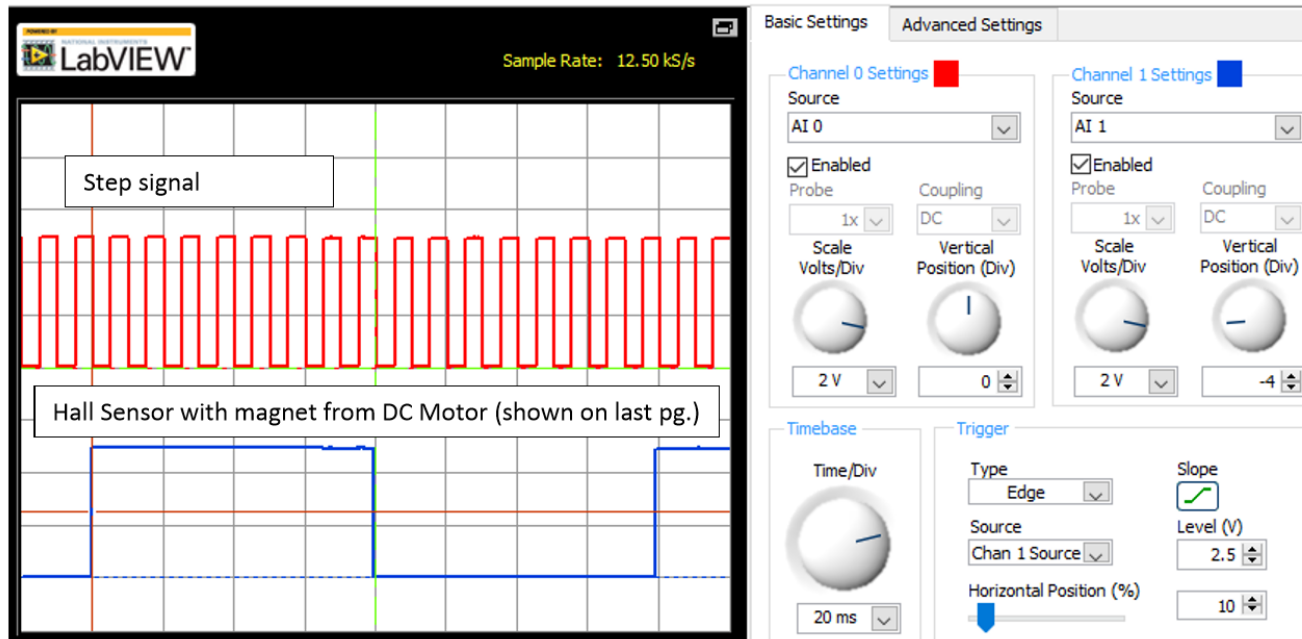 POWERED BY
NATIONAL INSTRUMENTS
LabVIEW™
Sample Rate: 12.50 kS/s
Step signal
Hall Sensor with magnet from DC Motor (shown on last pg.)
Basic Settings
Advanced Settings
Channel 0 Settings
Source
AI 0
Enabled
Probe
Coupling
1x
DC
Scale
Volts/Div
Vertical
Position (Div)
2 V
0
Channel 1 Settings
Source
AI 1
Enabled
Probe
Coupling
1x
DC
Scale
Volts/Div
Vertical
Position (Div)
2 V
-4
Timebase
Time/Div
20 ms
Trigger
Type
Edge
Slope
Source
Chan 1 Source
Level (V)
2.5
Horizontal Position (%)
10